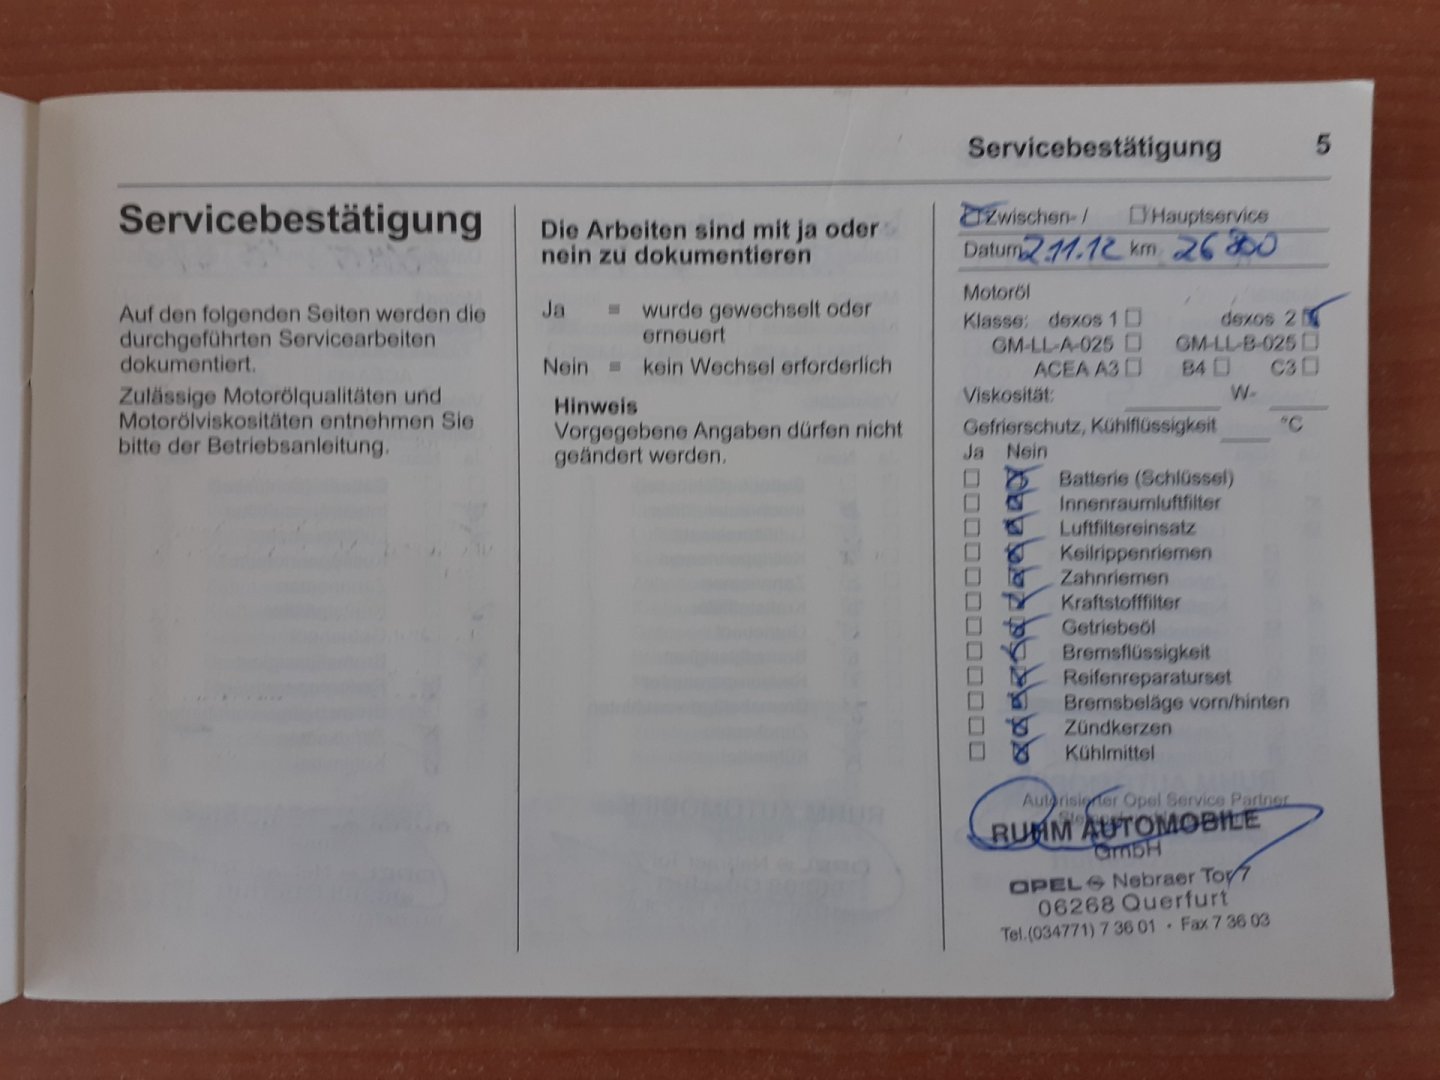 Servicebestätigung 5
Servicebestätigung
Auf den folgenden Seiten werden die
durchgeführten Servicearbeiten
dokumentiert.
Zulässige Motorölqualitäten und
Motorölviskositäten entnehmen Sie
bitte der Betriebsanleitung.
Die Arbeiten sind mit ja oder
nein zu dokumentieren
Ja = wurde gewechselt oder
erneuert
Nein = kein Wechsel erforderlich
Hinweis
Vorgegebene Angaben dürfen nicht
geändert werden.
Zwischen- / Hauptservice
Datum 2.11.12 km 26 800
Motoröl
Klasse: dexos 1 dexos 2
GM-LL-A-025 GM-LL-B-025
ACEA A3 B4 C3
Viskosität: W-
Gefrierschutz, Kühlflüssigkeit °C
Ja Nein
Batterie (Schlüssel)
Innenraumluftfilter
Luftfiltereinsatz
Keilrippenriemen
Zahnriemen
Kraftstofffilter
Getriebeöl
Bremsflüssigkeit
Reifenreparaturset
Bremsbeläge vorn/hinten
Zündkerzen
Kühlmittel
Autorisierter Opel Service Partner
RUHM AUTOMOBILE
GmbH
OPEL Nebraer Tor 7
06268 Querfurt
Tel.(034771) 7 36 01 · Fax 7 36 03